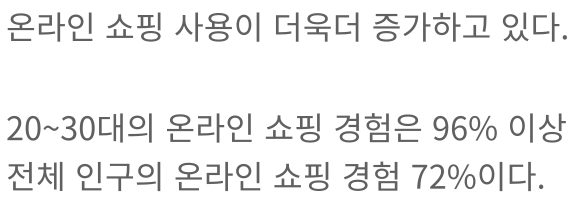 온라인 쇼핑 사용이 더욱더 증가하고 있다.
20~30대의 온라인 쇼핑 경험은 96% 이상
전체 인구의 온라인 쇼핑 경험 72%이다.